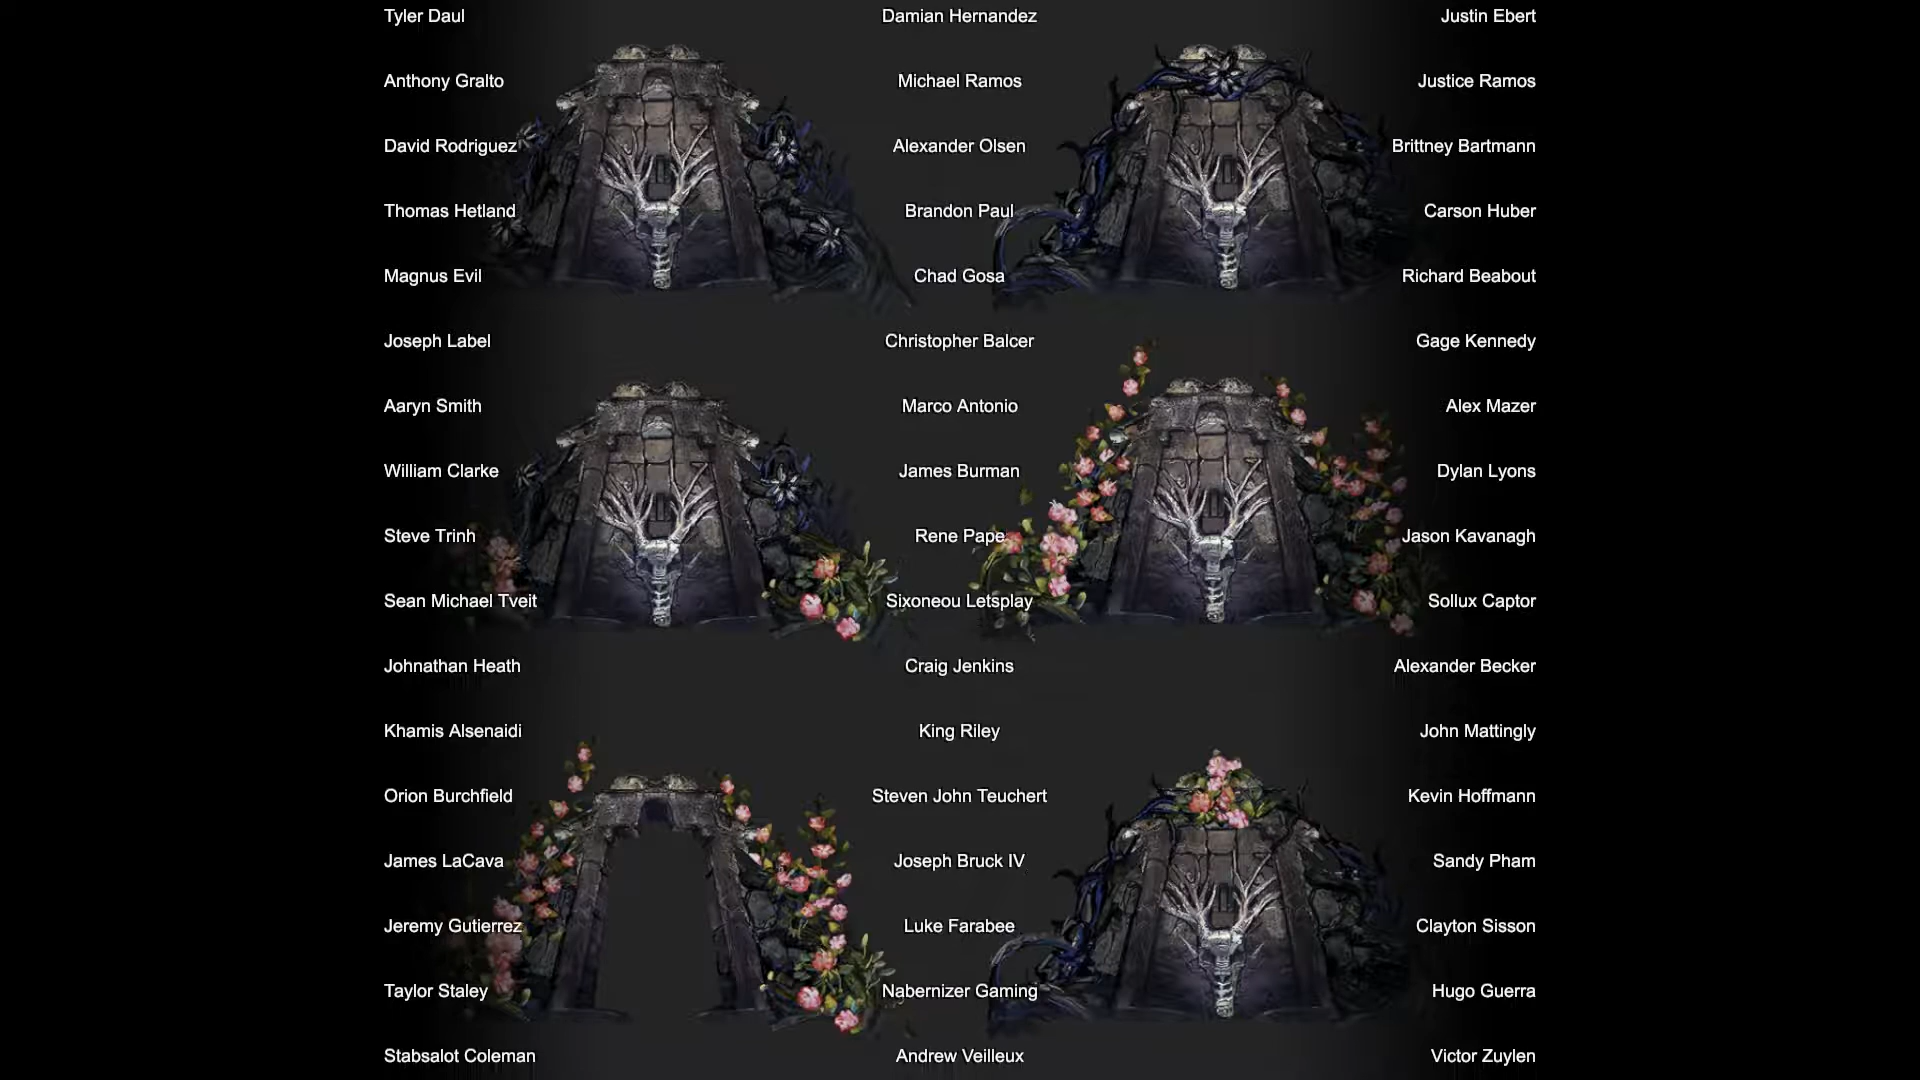 Tyler Daul Damian Hernandez Justin Ebert
Anthony Gralto Michael Ramos Justice Ramos
David Rodriguez Alexander Olsen Brittney Bartmann
Thomas Hetland Brandon Paul Carson Huber
Magnus Evil Chad Gosa Richard Beabout
Joseph Label Christopher Balcer Gage Kennedy
Aaryn Smith Marco Antonio Alex Mazer
William Clarke James Burman Dylan Lyons
Steve Trinh Rene Pape Jason Kavanagh
Sean Michael Tveit Sixoneou Letsplay Sollux Captor
Johnathan Heath Craig Jenkins Alexander Becker
Khamis Alsenaidi King Riley John Mattingly
Orion Burchfield Steven John Teuchert Kevin Hoffmann
James LaCava Joseph Bruck IV Sandy Pham
Jeremy Gutierrez Luke Farabee Clayton Sisson
Taylor Staley Nabernizer Gaming Hugo Guerra
Stabsalot Coleman Andrew Veilleux Victor Zuylen